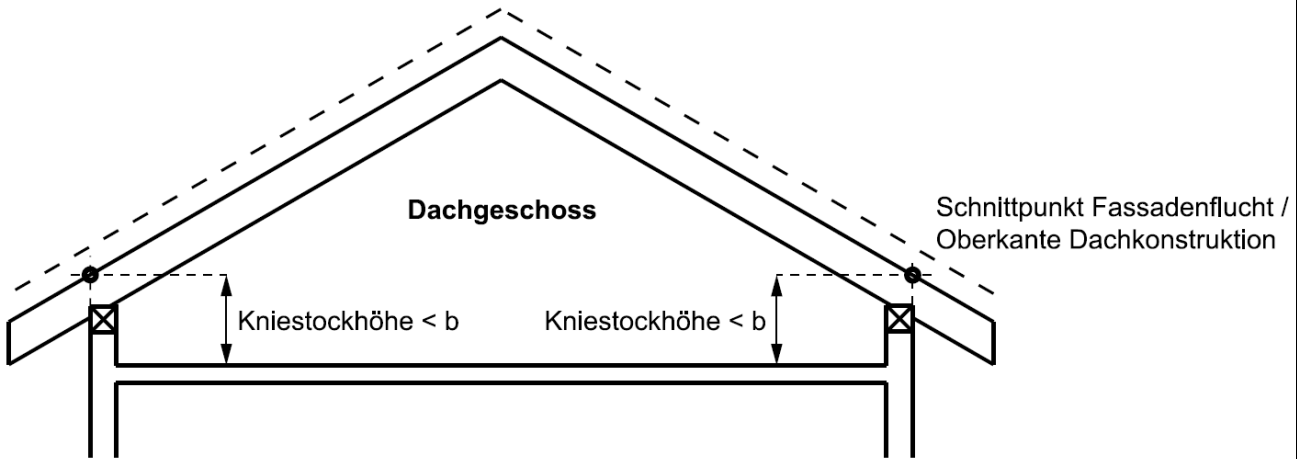 Dachgeschoss
Schnittpunkt Fassadenflucht /
Oberkante Dachkonstruktion
Kniestockhöhe < b
Kniestockhöhe < b